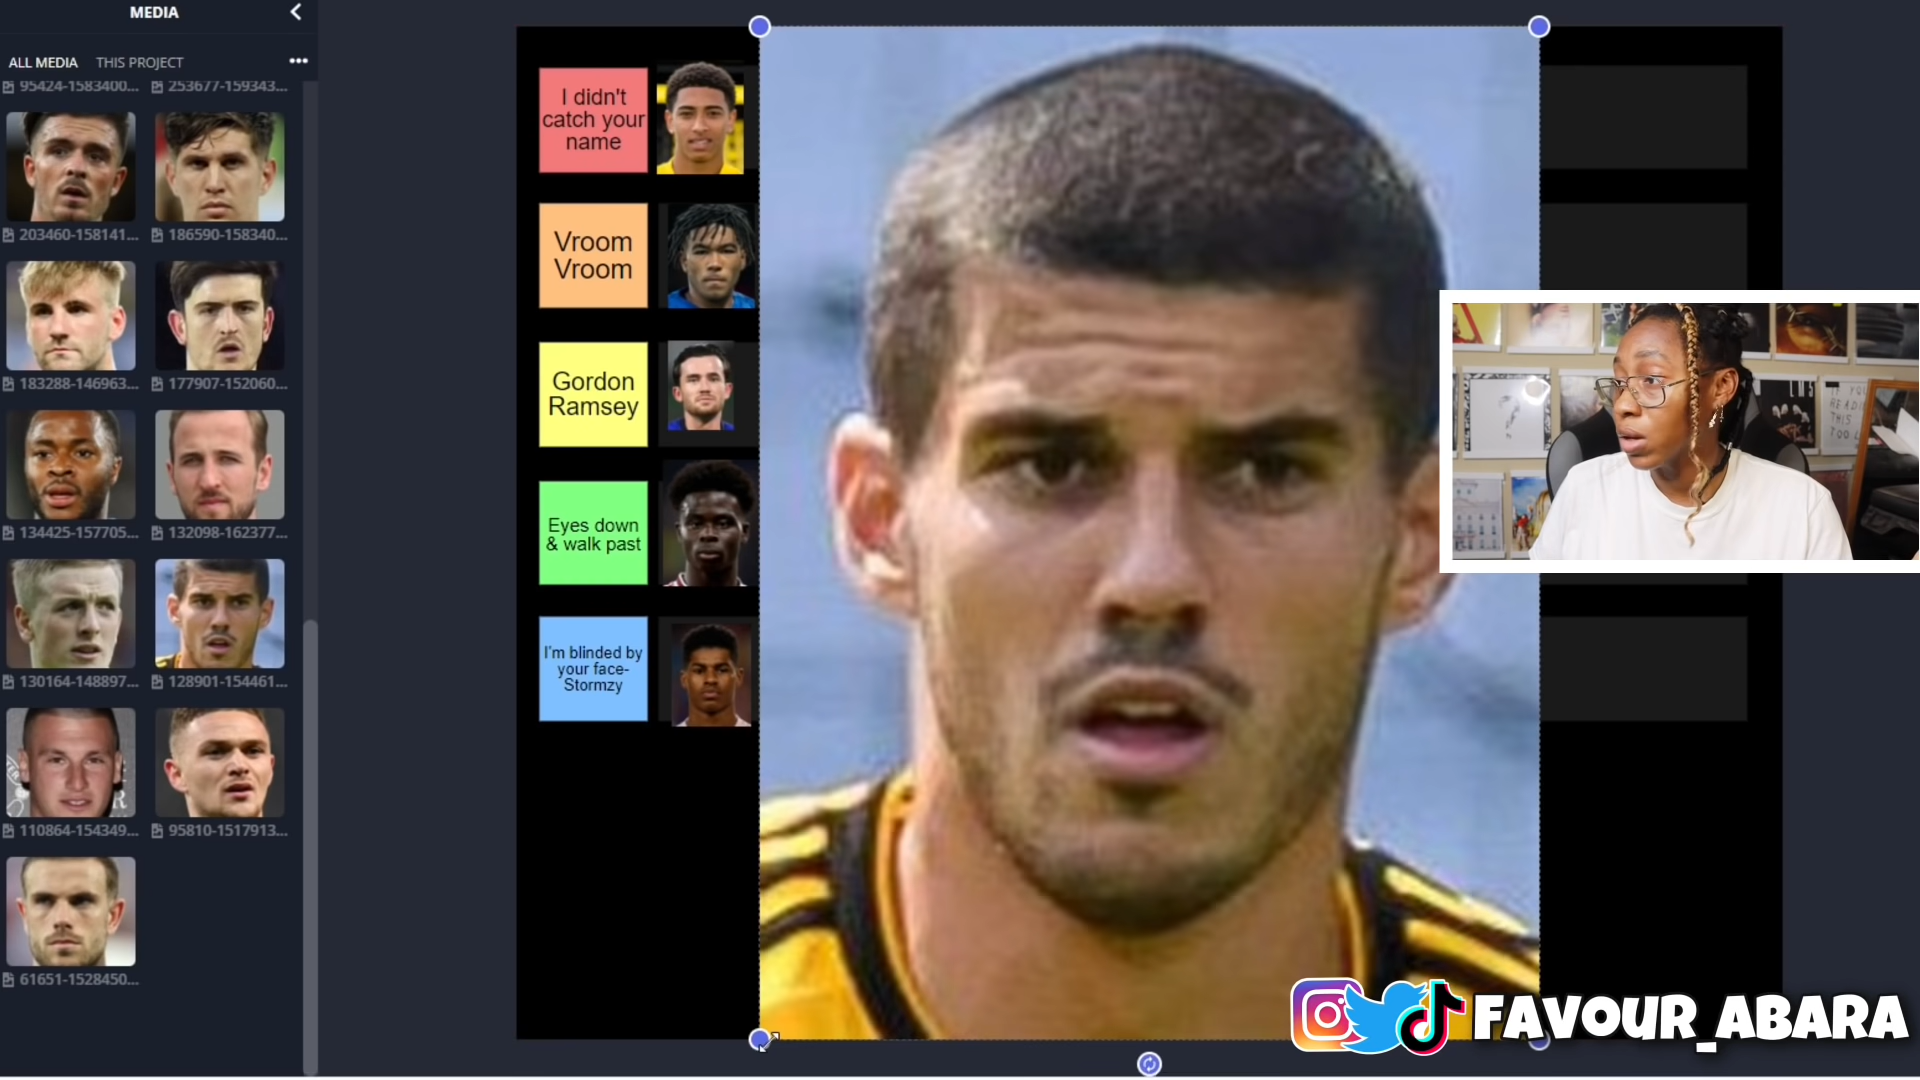 MEDIA
ALL MEDIA THIS PROJECT
95424-1583400... 253677-159343...
203460-158141... 186590-158340...
183288-146963... 177907-152060...
134425-157705... 132098-162377...
130164-148897... 128901-154461...
110864-154349... 95810-1517913...
61651-1528450...
I didn't
catch your
name
Vroom
Vroom
Gordon
Ramsey
Eyes down
& walk past
I'm blinded by
your face-
Stormzy
FAVOUR_ABARA